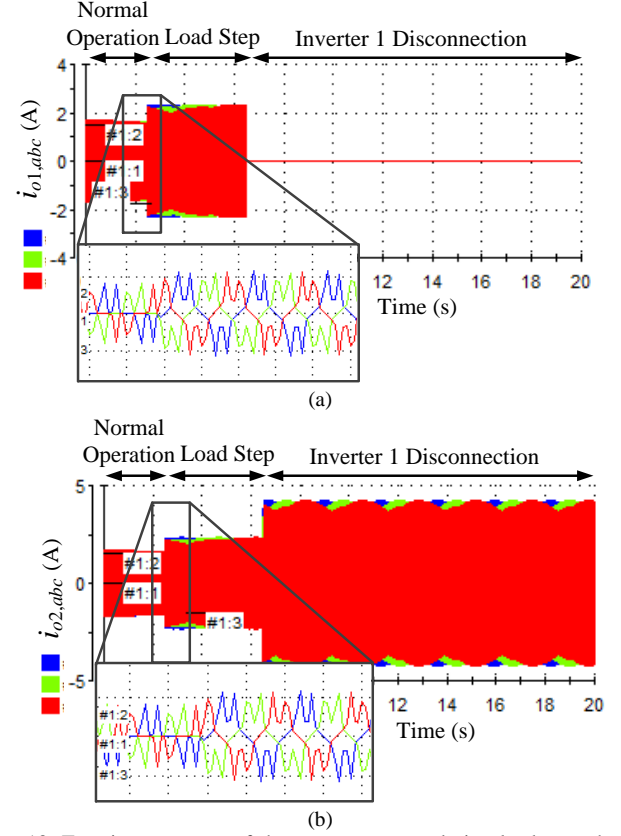 Normal
Operation Load Step Inverter 1 Disconnection
4
2
0
-2
-4
i_{o1,abc} (A)
#1:2
#1:1
#1:3
12 14 16 18 20
Time (s)
2
1
3
(a)
Normal
Operation Load Step Inverter 1 Disconnection
5
0
-5
i_{o2,abc} (A)
#1:2
#1:1
#1:3
12 14 16 18 20
Time (s)
#1:2
#1:1
#1:3
(b)